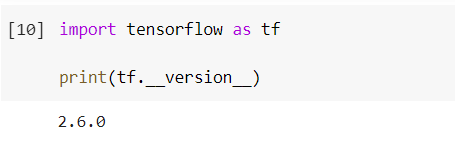 [10] import tensorflow as tf
print(tf.__version__)
2.6.0